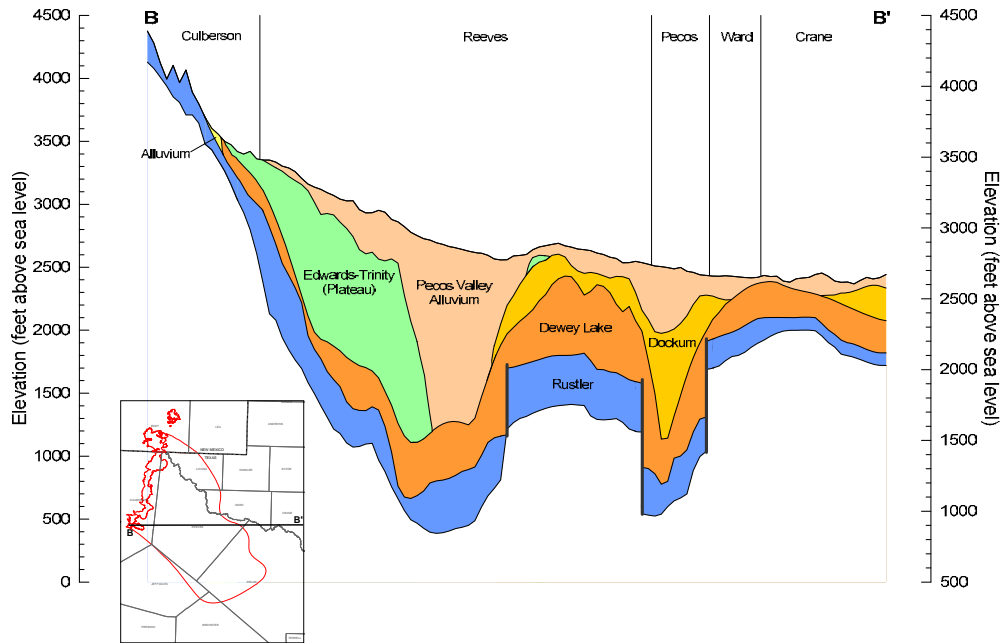 B B'
Culberson Reeves Pecos Ward Crane
4500
4000
3500
3000
2500
2000
1500
1000
500
0
Elevation (feet above sea level)
4500
4000
3500
3000
2500
2000
1500
1000
500
Elevation (feet above sea level)
Alluvium
Edwards-Trinity
(Plateau)
Pecos Valley
Alluvium
Dewey Lake
Dockum
Rustler
NEW MEXICO
TEXAS
B B'